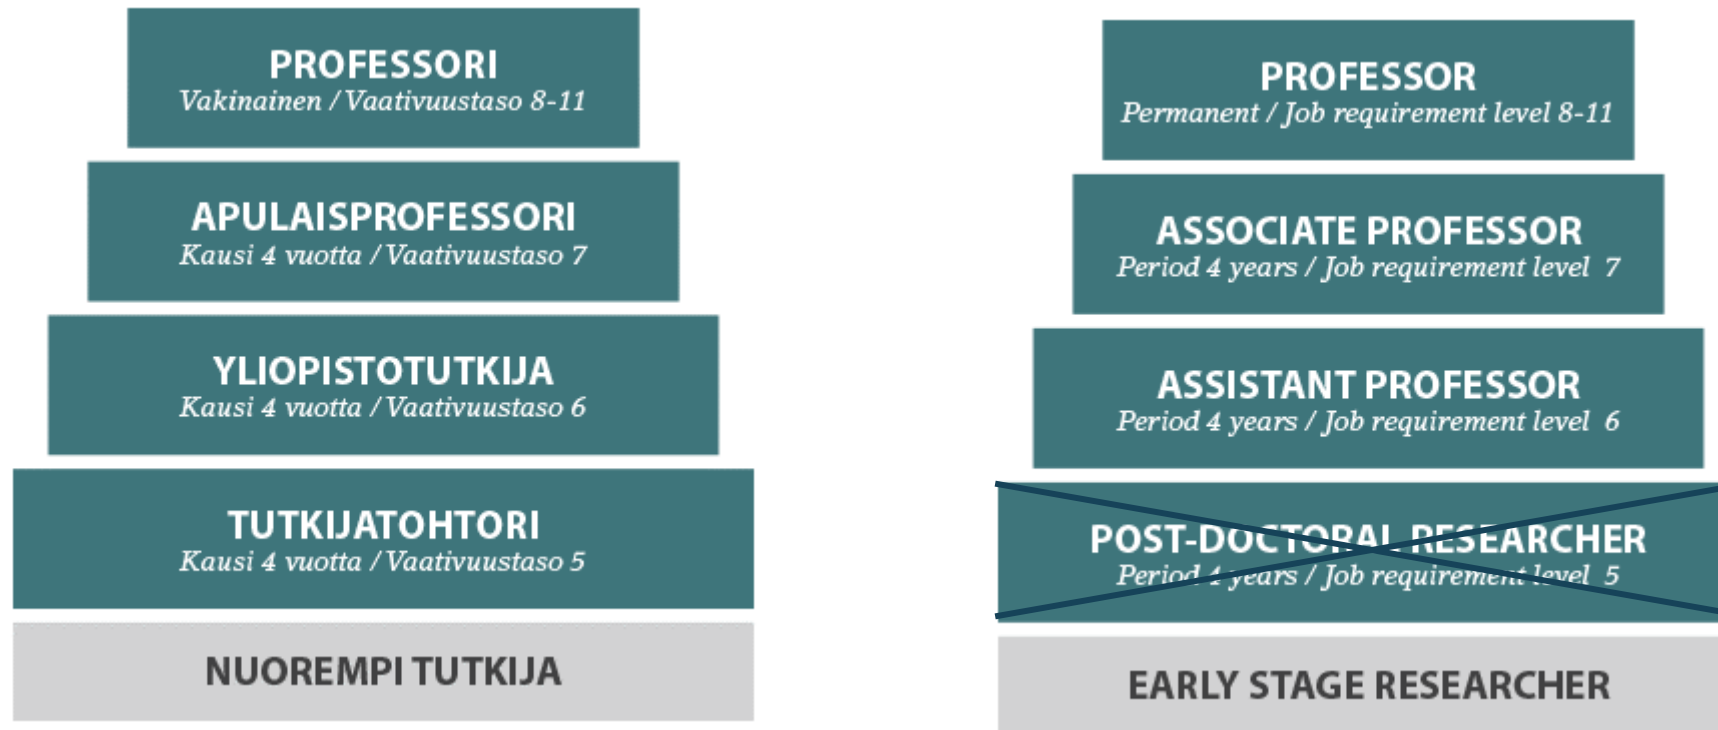 PROFESSORI
Vakinainen / Vaativuustaso 8-11
APULAISPROFESSORI
Kausi 4 vuotta / Vaativuustaso 7
YLIOPISTOTUTKIJA
Kausi 4 vuotta / Vaativuustaso 6
TUTKIJATOHTORI
Kausi 4 vuotta / Vaativuustaso 5
NUOREMPI TUTKIJA
PROFESSOR
Permanent / Job requirement level 8-11
ASSOCIATE PROFESSOR
Period 4 years / Job requirement level 7
ASSISTANT PROFESSOR
Period 4 years / Job requirement level 6
POST-DOCTORAL RESEARCHER
Period 4 years / Job requirement level 5
EARLY STAGE RESEARCHER